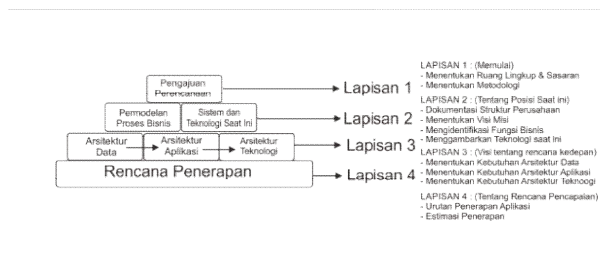 Pengajuan
Perencanaan
Lapisan 1
Permodelan
Proses Bisnis
Sistem dan
Teknologi Saat Ini
Lapisan 2
Arsitektur
Data
Arsitektur
Aplikasi
Arsitektur
Teknologi
Lapisan 3
Rencana Penerapan
Lapisan 4
LAPISAN 1 : (Memulai)
- Menentukan Ruang Lingkup & Sasaran
- Menentukan Metodologi
LAPISAN 2 : (Tentang Posisi Saat ini)
- Dokumentasi Struktur Perusahaan
- Menentukan Visi Misi
- Mengidentifikasi Fungsi Bisnis
- Menggambarkan Teknologi saat Ini
LAPISAN 3 : (Visi tentang rencana kedepan)
- Menentukan Kebutuhan Arsitektur Data
- Menentukan Kebutuhan Arsitektur Aplikasi
- Menentukan Kebutuhan Arsitektur Teknoogi
LAPISAN 4 : (Tentang Rencana Pencapaian)
- Urutan Penerapan Aplikasi
- Estimasi Penerapan